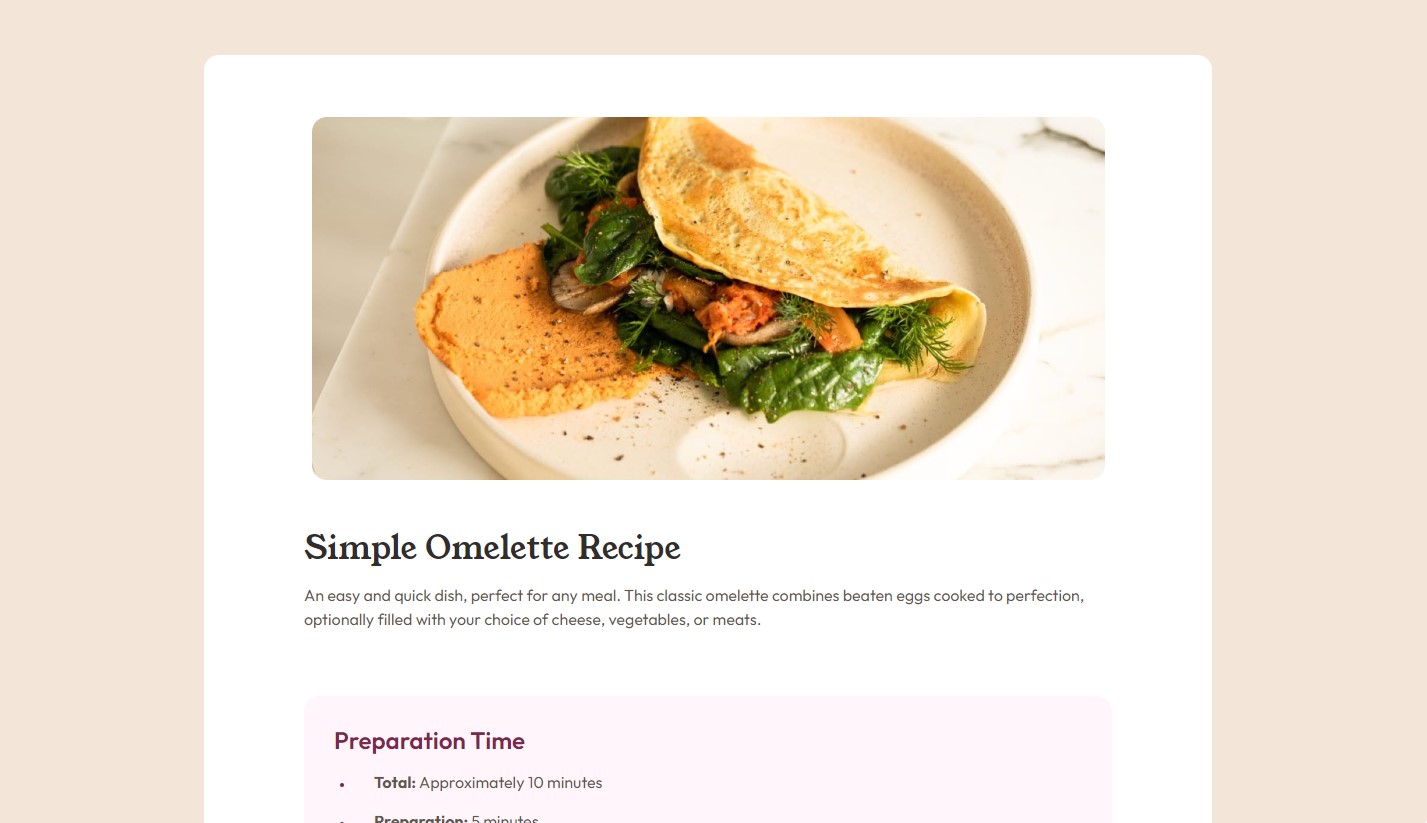 Simple Omelette Recipe
An easy and quick dish, perfect for any meal. This classic omelette combines beaten eggs cooked to perfection,
optionally filled with your choice of cheese, vegetables, or meats.
Preparation Time
• Total: Approximately 10 minutes
• Preparation: 5 minutes